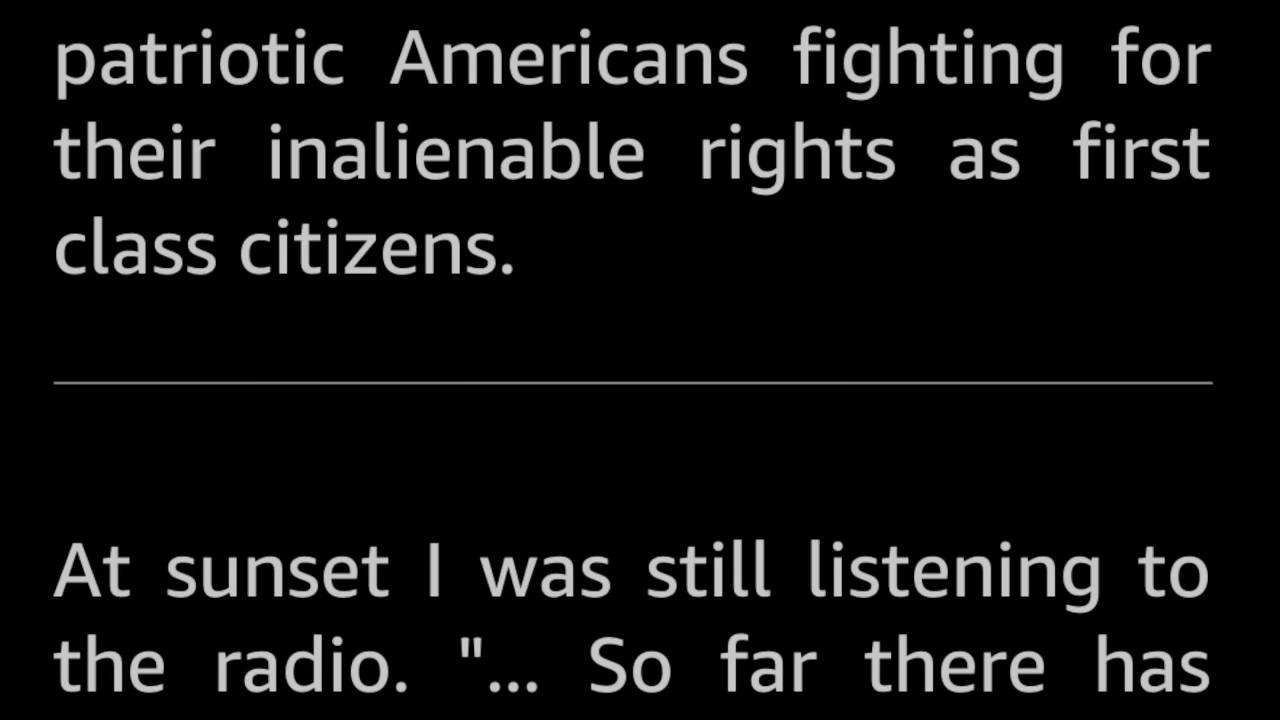 patriotic Americans fighting for
their inalienable rights as first
class citizens.
At sunset I was still listening to
the radio. "... So far there has